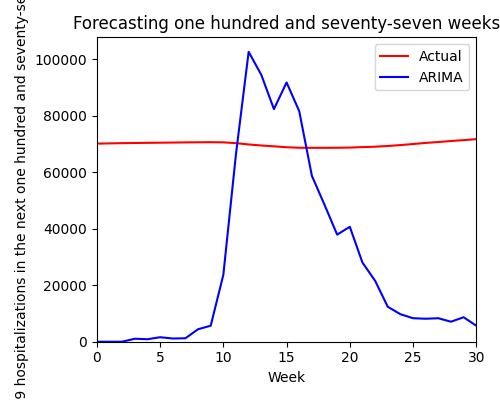 Forecasting one hundred and seventy-seven weeks
9 hospitalizations in the next one hundred and seventy-se
100000
80000
60000
40000
20000
0
Actual
ARIMA
0 5 10 15 20 25 30
Week